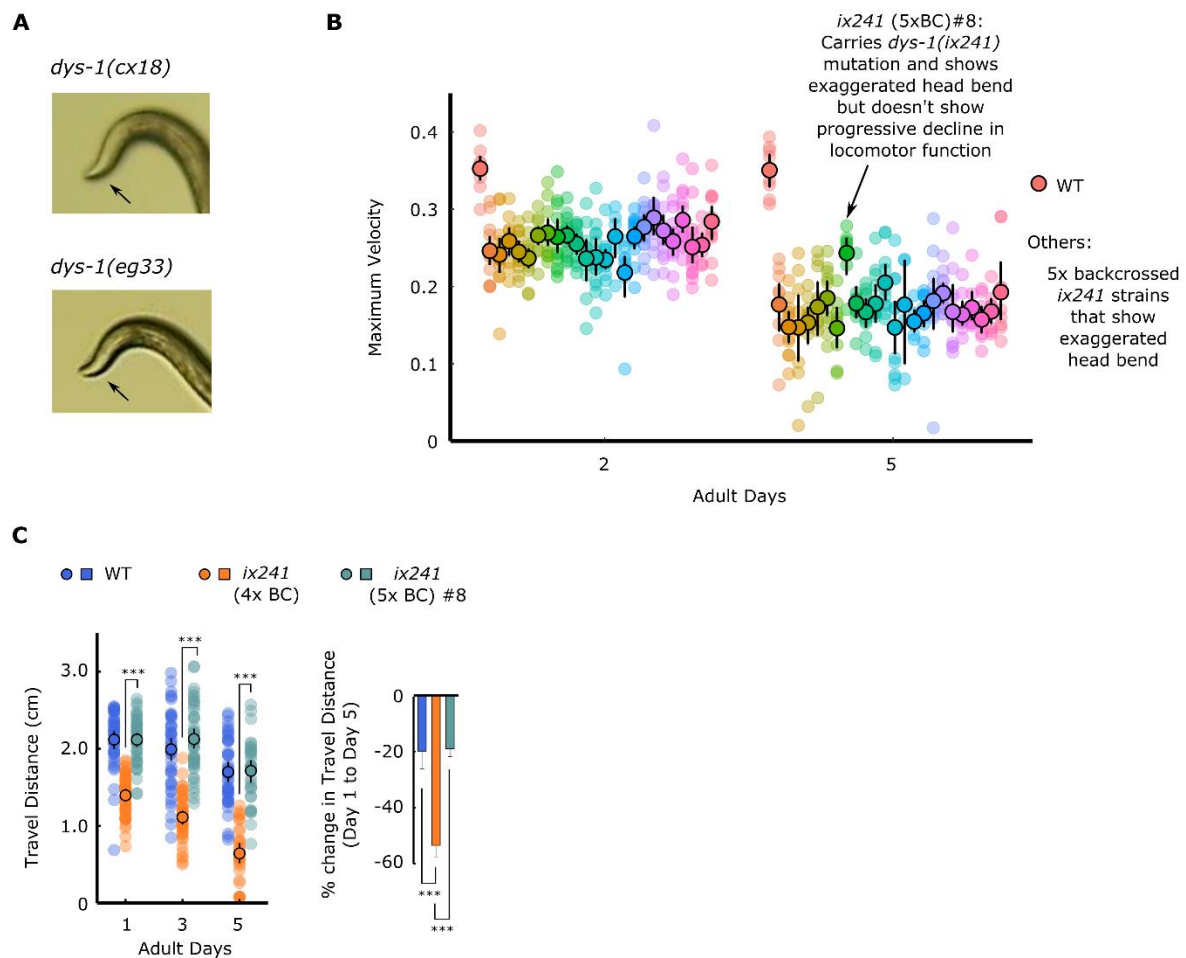 A
dys-1(cx18)
dys-1(eg33)
B
ix241 (5xBC)#8:
Carries dys-1(ix241)
mutation and shows
exaggerated head bend
but doesn't show
progressive decline in
locomotor function
Maximum Velocity
0.4
0.3
0.2
0.1
0
2
5
Adult Days
WT
Others:
5x backcrossed
ix241 strains
that show
exaggerated
head bend
C
WT
ix241
(4x BC)
ix241
(5x BC) #8
Travel Distance (cm)
3.0
2.0
1.0
0
***
***
***
1
3
5
Adult Days
% change in Travel Distance
(Day 1 to Day 5)
0
-20
-40
-60
***
***